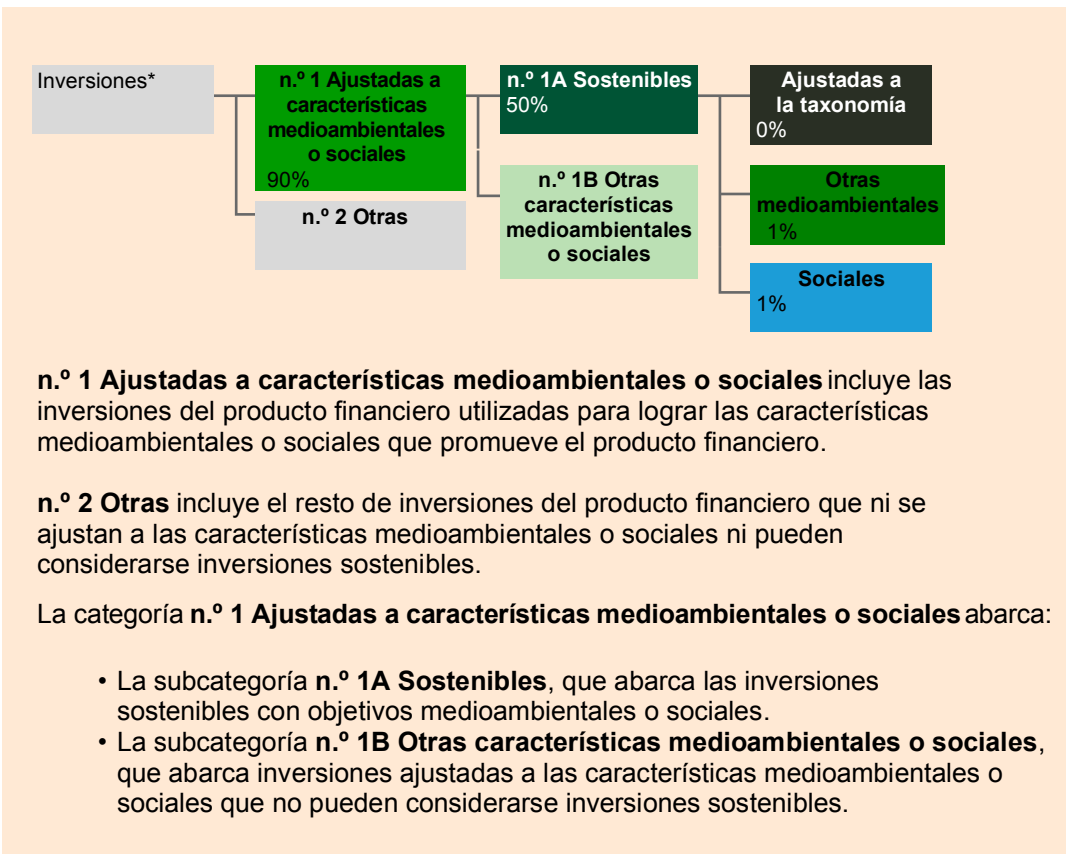 Inversiones*
n.º 1 Ajustadas a
características
medioambientales
o sociales
90%
n.º 2 Otras
n.º 1A Sostenibles
50%
n.º 1B Otras
características
medioambientales
o sociales
Ajustadas a
la taxonomía
0%
Otras
medioambientales
1%
Sociales
1%
n.º 1 Ajustadas a características medioambientales o sociales incluye las
inversiones del producto financiero utilizadas para lograr las características
medioambientales o sociales que promueve el producto financiero.
n.º 2 Otras incluye el resto de inversiones del producto financiero que ni se
ajustan a las características medioambientales o sociales ni pueden
considerarse inversiones sostenibles.
La categoría n.º 1 Ajustadas a características medioambientales o sociales abarca:
• La subcategoría n.º 1A Sostenibles, que abarca las inversiones
sostenibles con objetivos medioambientales o sociales.
• La subcategoría n.º 1B Otras características medioambientales o sociales,
que abarca inversiones ajustadas a las características medioambientales o
sociales que no pueden considerarse inversiones sostenibles.